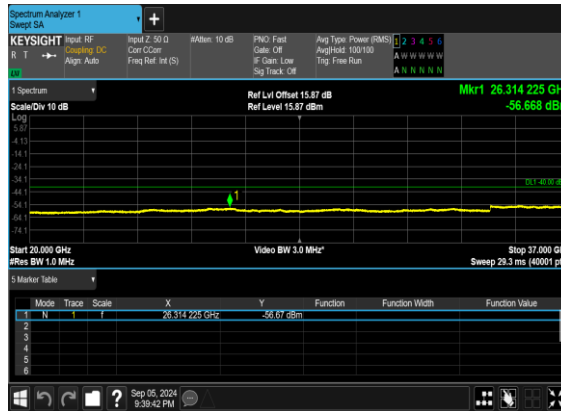 Spectrum Analyzer 1
Swept SA
+
KEYSIGHT Input: RF Input Z: 50 Ω #Atten: 10 dB PNO: Fast Avg Type: Power (RMS) 1 2 3 4 5 6
R T Coupling: DC Corr CCorr Gate: Off Avg|Hold: 100/100 A W W W W W
Align: Auto Freq Ref: Int (S) IF Gain: Low Trig: Free Run
Sig Track: Off A N N N N N
1 Spectrum Ref Lvl Offset 15.87 dB Mkr1 26.314 225 GH
Scale/Div 10 dB Ref Level 15.87 dBm -56.668 dB
Log
5.87
-4.13
-14.1
-24.1
-34.1
DL1 -40.00 d
-44.1
1
-54.1
-64.1
-74.1
Start 20.000 GHz Video BW 3.0 MHz* Stop 37.000 G
#Res BW 1.0 MHz Sweep 29.3 ms (40001 pt
5 Marker Table
Mode Trace Scale X Y Function Function Width Function Value
1 N 1 f 26.314 225 GHz -56.67 dBm
2
3
4
5
6
? Sep 05, 2024
9:39:42 PM